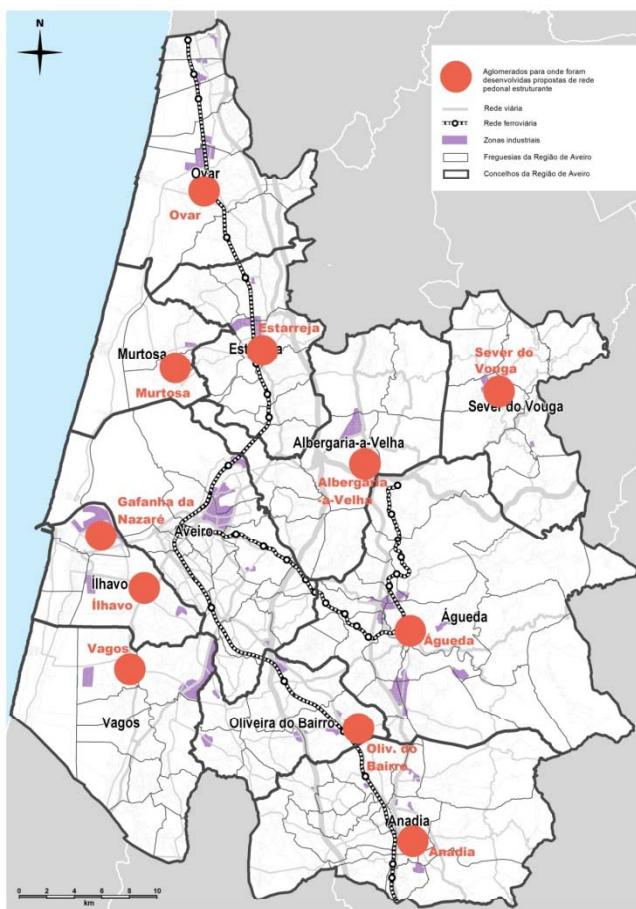 N
Aglomerados para onde foram
desenvolvidas propostas de rede
pedonal estruturante
Rede viária
Rede ferroviária
Zonas industriais
Freguesias da Região de Aveiro
Concelhos da Região de Aveiro
Ovar
Ovar
Estarreja
Murtosa
Murtosa
Sever do
Vouga
Sever do Vouga
Albergaria-a-Velha
Albergaria
-a-Velha
Gafanha da
Nazaré
Aveiro
Ílhavo
Ílhavo
Águeda
Águeda
Vagos
Vagos
Oliveira do Bairro
Oliv. do
Bairro
Anadia
Anadia
0 2 4 6 8 10
km